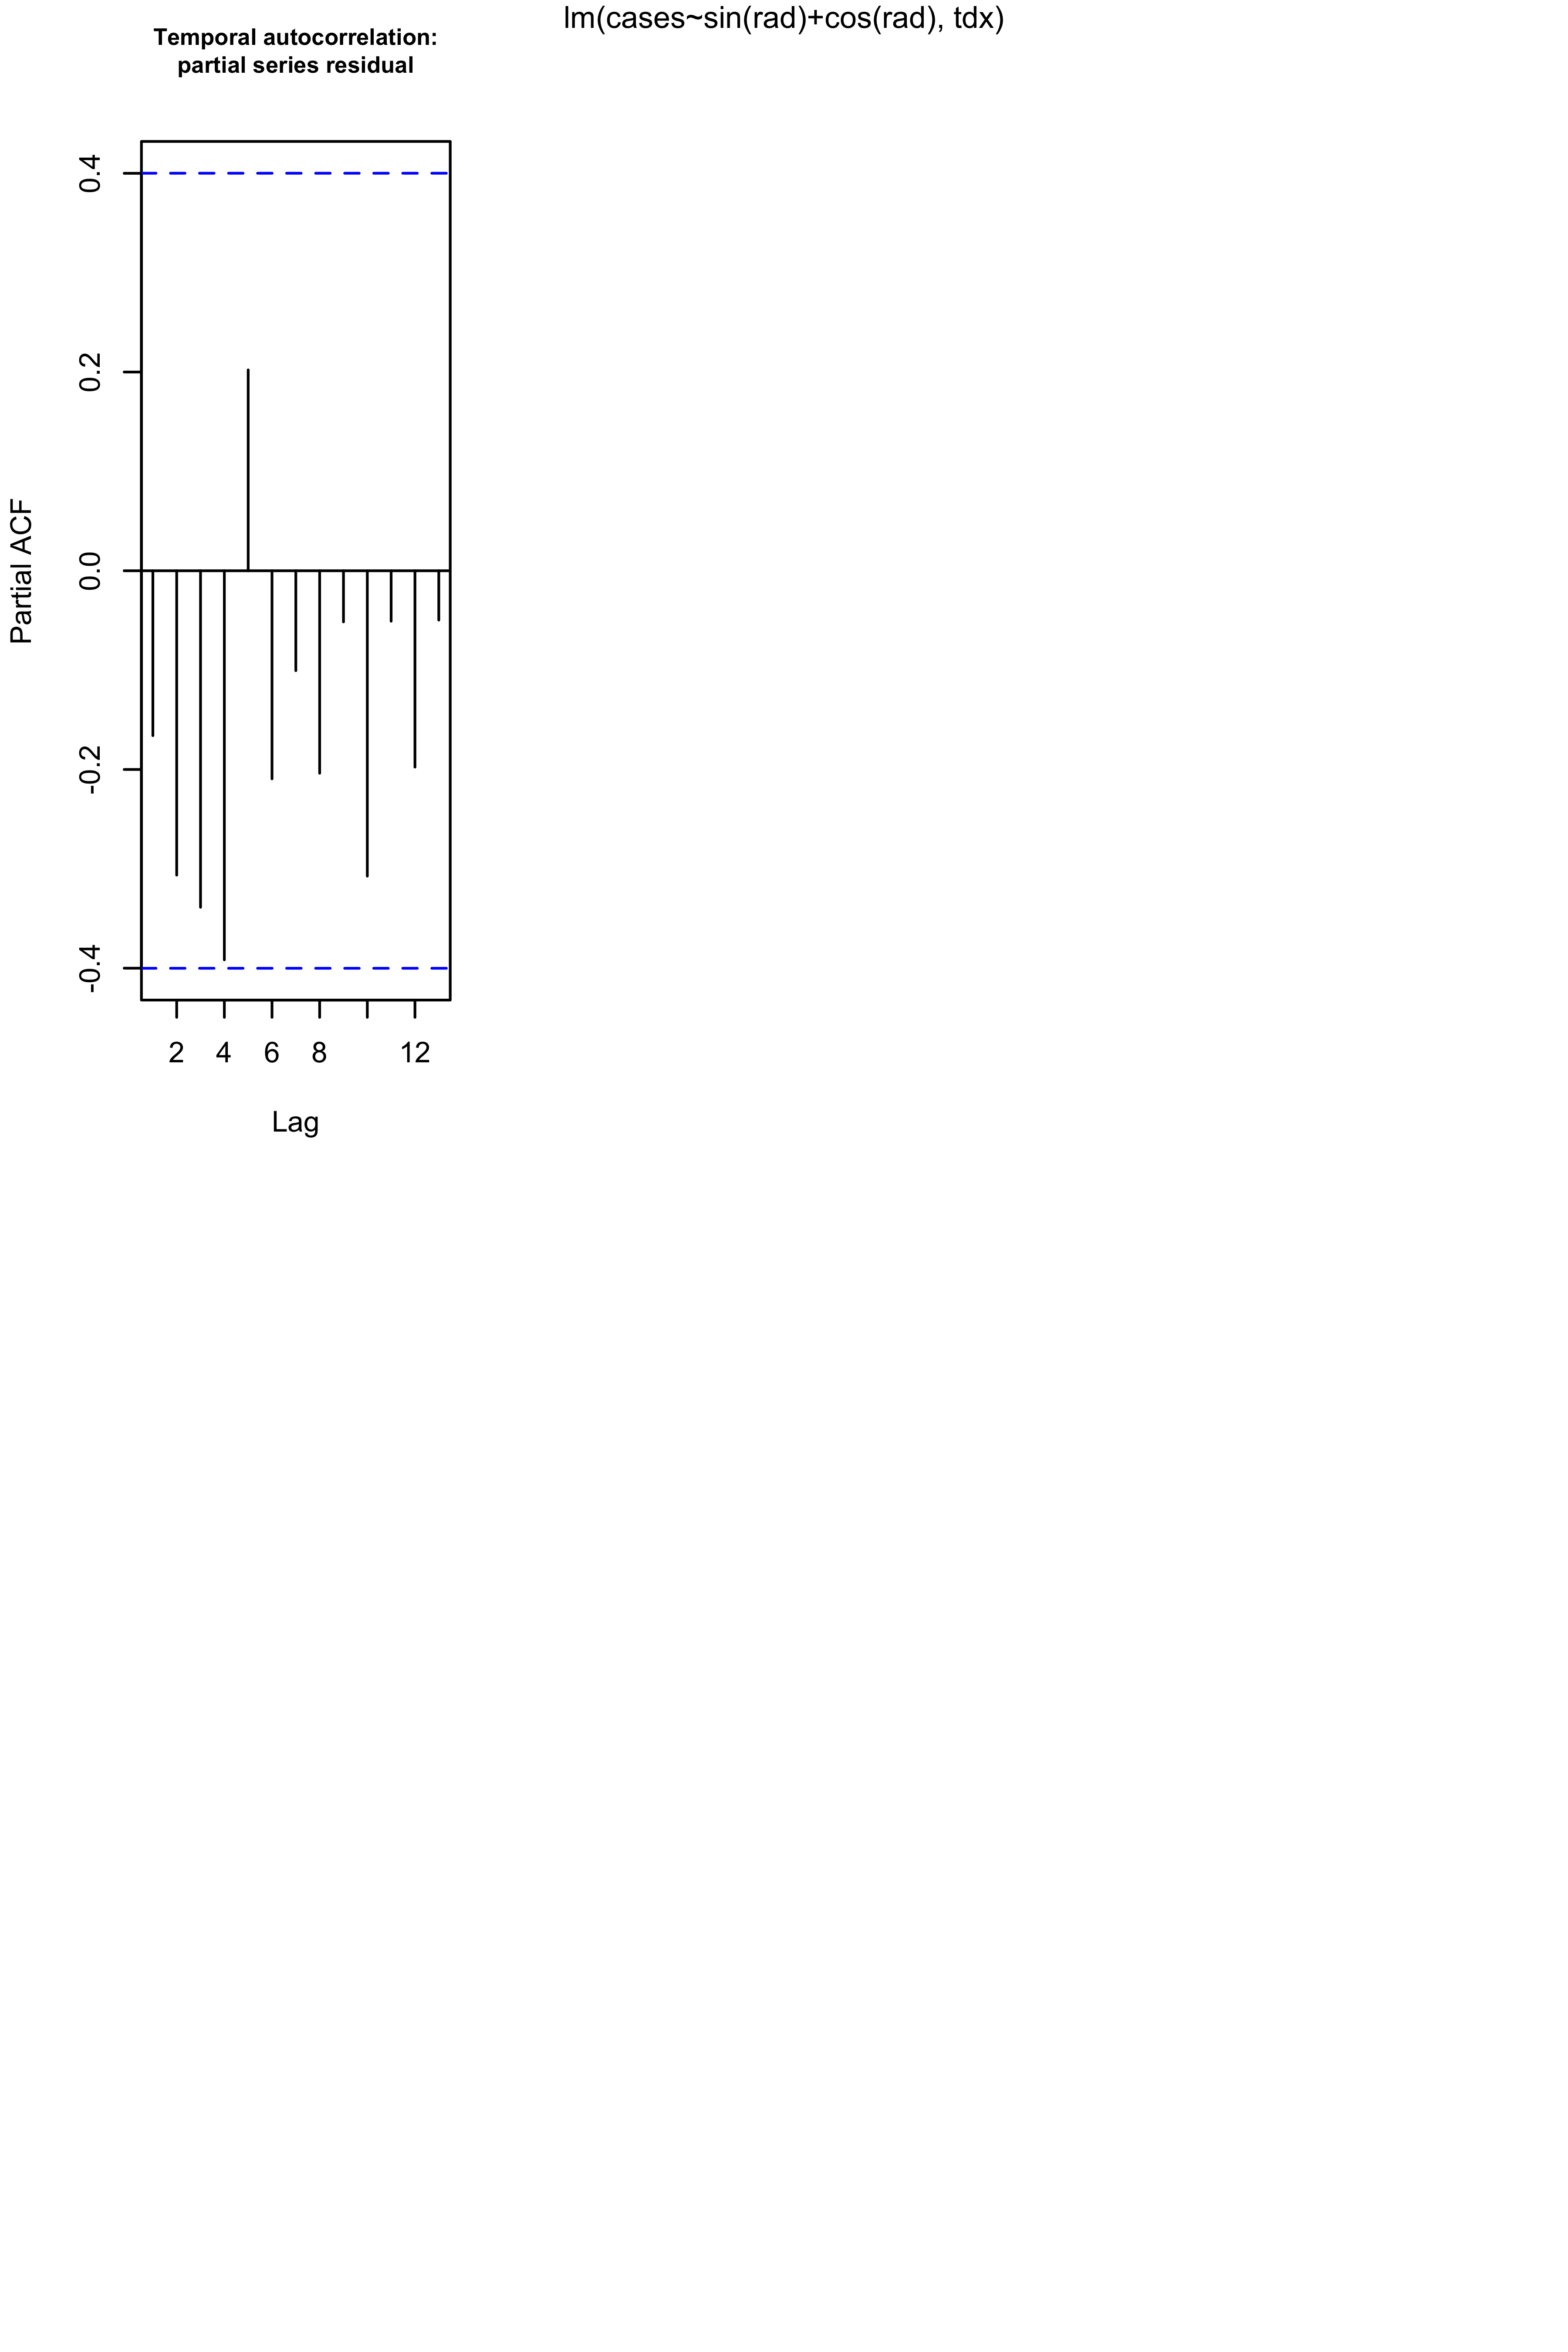 lm(cases~sin(rad)+cos(rad), tdx)
Temporal autocorrelation:
partial series residual
Partial ACF
0.4
0.2
0.0
-0.2
-0.4
2 4 6 8 12
Lag